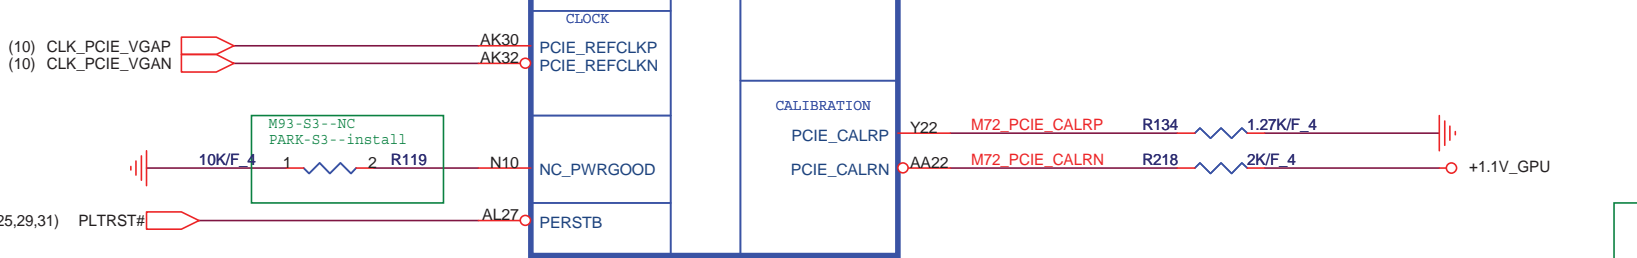 CLOCK
(10) CLK_PCIE_VGAP AK30 PCIE_REFCLKP
(10) CLK_PCIE_VGAN AK32 PCIE_REFCLKN
CALIBRATION
M93-S3--NC
PARK-S3--install
PCIE_CALRP Y22 M72_PCIE_CALRP R134 1.27K/F_4
10K/F_4 1 2 R119 N10 NC_PWRGOOD
PCIE_CALRN AA22 M72_PCIE_CALRN R218 2K/F_4 +1.1V_GPU
25,29,31) PLTRST# AL27 PERSTB